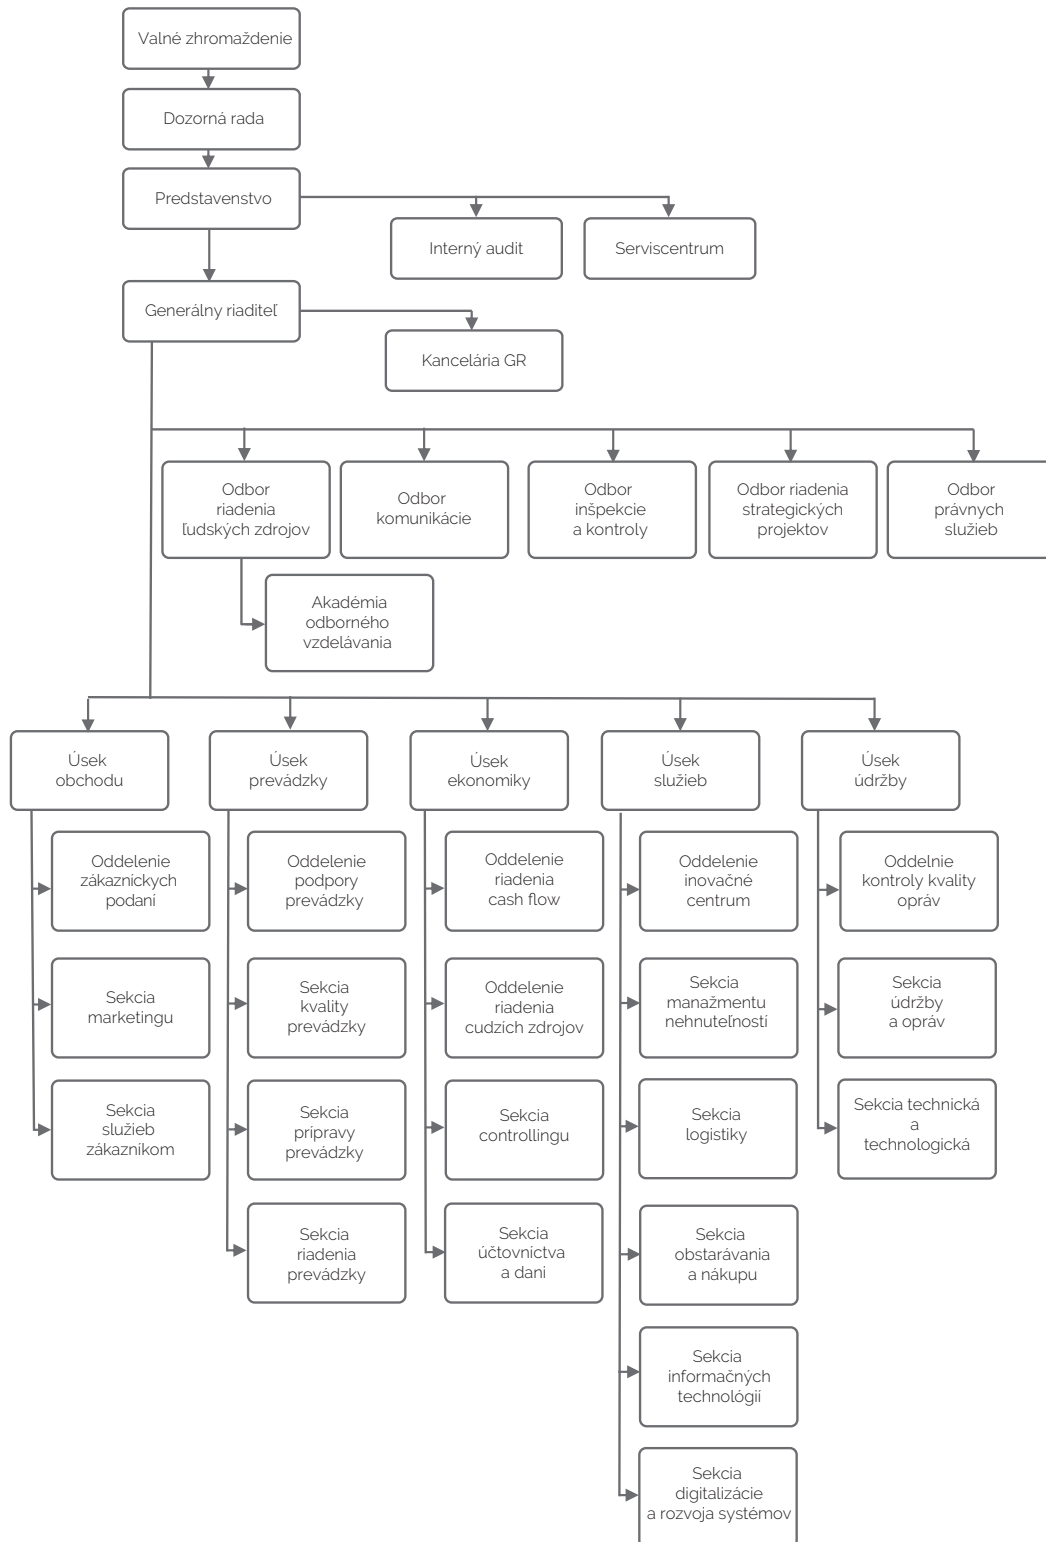 Valné zhromaždenie
Dozorná rada
Predstavenstvo
Interný audit
Serviscentrum
Generálny riaditeľ
Kancelária GR
Odbor
riadenia
ľudských zdrojov
Odbor
komunikácie
Odbor
inšpekcie
a kontroly
Odbor riadenia
strategických
projektov
Odbor
právnych
služieb
Akadémia
odborného
vzdelávania
Úsek
obchodu
Úsek
prevádzky
Úsek
ekonomiky
Úsek
služieb
Úsek
údržby
Oddelenie
zákazníckych
podaní
Oddelenie
podpory
prevádzky
Oddelenie
riadenia
cash flow
Oddelenie
inovačné
centrum
Oddelnie
kontroly kvality
opráv
Sekcia
marketingu
Sekcia
kvality
prevádzky
Oddelenie
riadenia
cudzích zdrojov
Sekcia
manažmentu
nehnuteľností
Sekcia
údržby
a opráv
Sekcia
služieb
zákazníkom
Sekcia
prípravy
prevádzky
Sekcia
controllingu
Sekcia
logistiky
Sekcia technická
a
technologická
Sekcia
riadenia
prevádzky
Sekcia
účtovníctva
a daní
Sekcia
obstarávania
a nákupu
Sekcia
informačných
technológií
Sekcia
digitalizácie
a rozvoja systémov